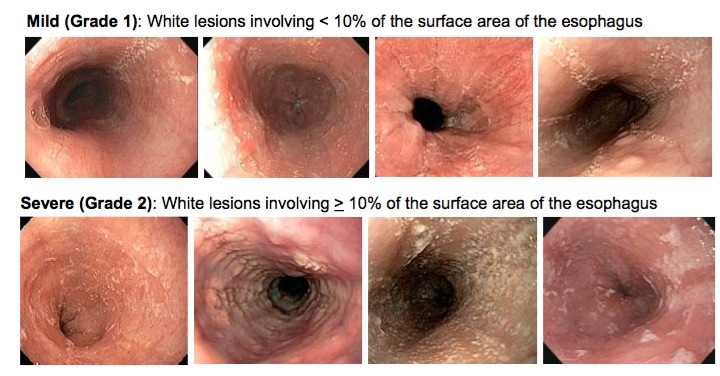 Mild (Grade 1): White lesions involving < 10% of the surface area of the esophagus
Severe (Grade 2): White lesions involving ≥ 10% of the surface area of the esophagus